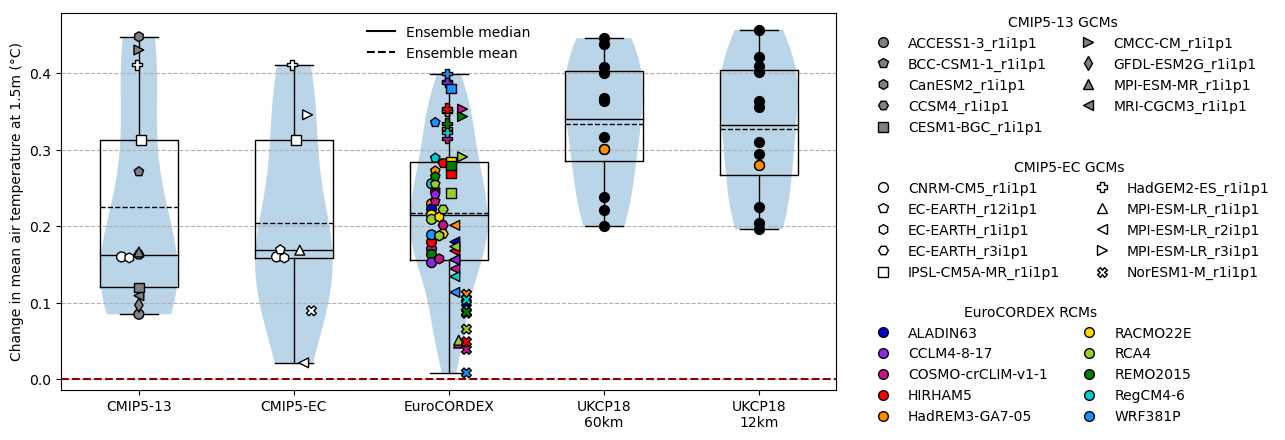 Change in mean air temperature at 1.5m (°C)
0.4
0.3
0.2
0.1
0.0
Ensemble median
Ensemble mean
CMIP5-13
CMIP5-EC
EuroCORDEX
UKCP18
60km
UKCP18
12km
CMIP5-13 GCMs
ACCESS1-3_r1i1p1
BCC-CSM1-1_r1i1p1
CanESM2_r1i1p1
CCSM4_r1i1p1
CESM1-BGC_r1i1p1
CMCC-CM_r1i1p1
GFDL-ESM2G_r1i1p1
MPI-ESM-MR_r1i1p1
MRI-CGCM3_r1i1p1
CMIP5-EC GCMs
CNRM-CM5_r1i1p1
EC-EARTH_r12i1p1
EC-EARTH_r1i1p1
EC-EARTH_r3i1p1
IPSL-CM5A-MR_r1i1p1
HadGEM2-ES_r1i1p1
MPI-ESM-LR_r1i1p1
MPI-ESM-LR_r2i1p1
MPI-ESM-LR_r3i1p1
NorESM1-M_r1i1p1
EuroCORDEX RCMs
ALADIN63
CCLM4-8-17
COSMO-crCLIM-v1-1
HIRHAM5
HadREM3-GA7-05
RACMO22E
RCA4
REMO2015
RegCM4-6
WRF381P